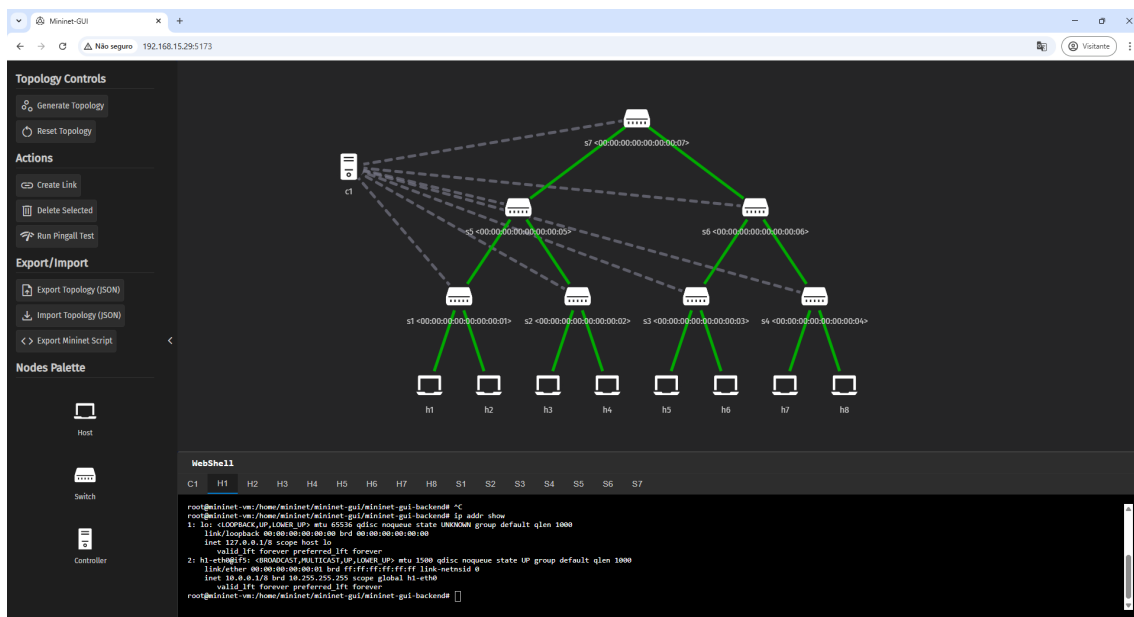 Mininet-GUI
Não seguro 192.168.15.29:5173
Visitante
Topology Controls
Generate Topology
Reset Topology
Actions
Create Link
Delete Selected
Run Pingall Test
Export/Import
Export Topology (JSON)
Import Topology (JSON)
Export Mininet Script
Nodes Palette
Host
Switch
Controller
s7 <00:00:00:00:00:00:00:07>
c1
s5 <00:00:00:00:00:00:00:05>
s6 <00:00:00:00:00:00:00:06>
s1 <00:00:00:00:00:00:00:01>
s2 <00:00:00:00:00:00:00:02>
s3 <00:00:00:00:00:00:00:03>
s4 <00:00:00:00:00:00:00:04>
h1 h2 h3 h4 h5 h6 h7 h8
WebShell
C1 H1 H2 H3 H4 H5 H6 H7 H8 S1 S2 S3 S4 S5 S6 S7
root@mininet-vm:/home/mininet/mininet-gui/mininet-gui-backend# ^C
root@mininet-vm:/home/mininet/mininet-gui/mininet-gui-backend# ip addr show
1: lo: <LOOPBACK,UP,LOWER_UP> mtu 65536 qdisc noqueue state UNKNOWN group default qlen 1000
link/loopback 00:00:00:00:00:00 brd 00:00:00:00:00:00
inet 127.0.0.1/8 scope host lo
valid_lft forever preferred_lft forever
2: h1-eth0@if5: <BROADCAST,MULTICAST,UP,LOWER_UP> mtu 1500 qdisc noqueue state UP group default qlen 1000
link/ether 00:00:00:00:00:01 brd ff:ff:ff:ff:ff:ff link-netnsid 0
inet 10.0.0.1/8 brd 10.255.255.255 scope global h1-eth0
valid_lft forever preferred_lft forever
root@mininet-vm:/home/mininet/mininet-gui/mininet-gui-backend#